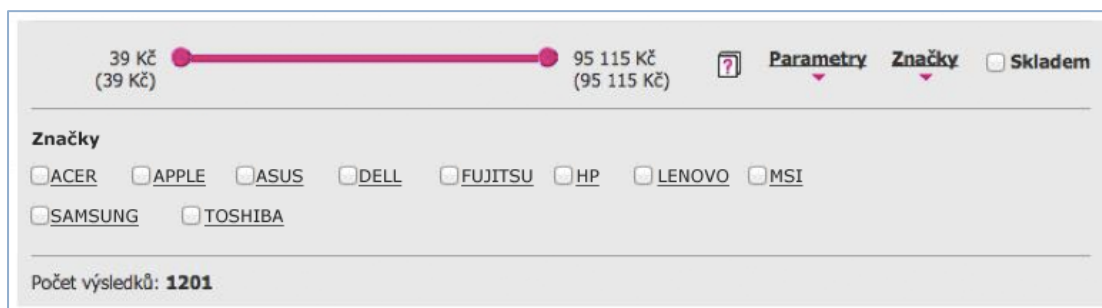 39 Kč 95 115 Kč ? Parametry Značky Skladem
(39 Kč) (95 115 Kč)
Značky
ACER APPLE ASUS DELL FUJITSU HP LENOVO MSI
SAMSUNG TOSHIBA
Počet výsledků: 1201